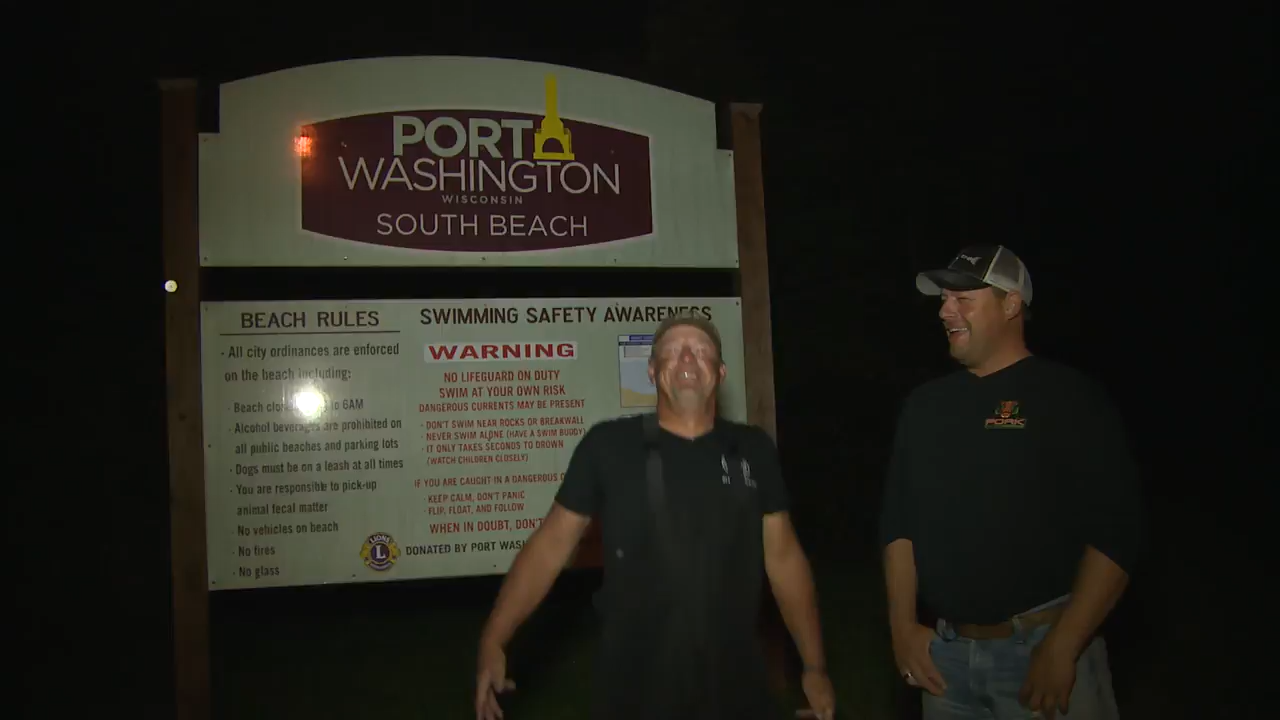 PORT
WASHINGTON
WISCONSIN
SOUTH BEACH
BEACH RULES
· All city ordinances are enforced
on the beach including:
· Beach to 6AM
· Alcohol beverages are prohibited on
all public beaches and parking lots
· Dogs must be on a leash at all times
· You are responsible to pick-up
animal fecal matter
· No vehicles on beach
· No fires
· No glass
SWIMMING SAFETY AWARENESS
WARNING
NO LIFEGUARD ON DUTY
SWIM AT YOUR OWN RISK
DANGEROUS CURRENTS MAY BE PRESENT
· DON'T SWIM NEAR ROCKS OR BREAKWALL
· NEVER SWIM ALONE (HAVE A SWIM BUDDY)
· IT ONLY TAKES SECONDS TO DROWN
(WATCH CHILDREN CLOSELY)
IF YOU ARE CAUGHT IN A DANGEROUS
· KEEP CALM, DON'T PANIC
· FLIP, FLOAT, AND FOLLOW
WHEN IN DOUBT, DON'T
LIONS
L
DONATED BY PORT WASH
PORK